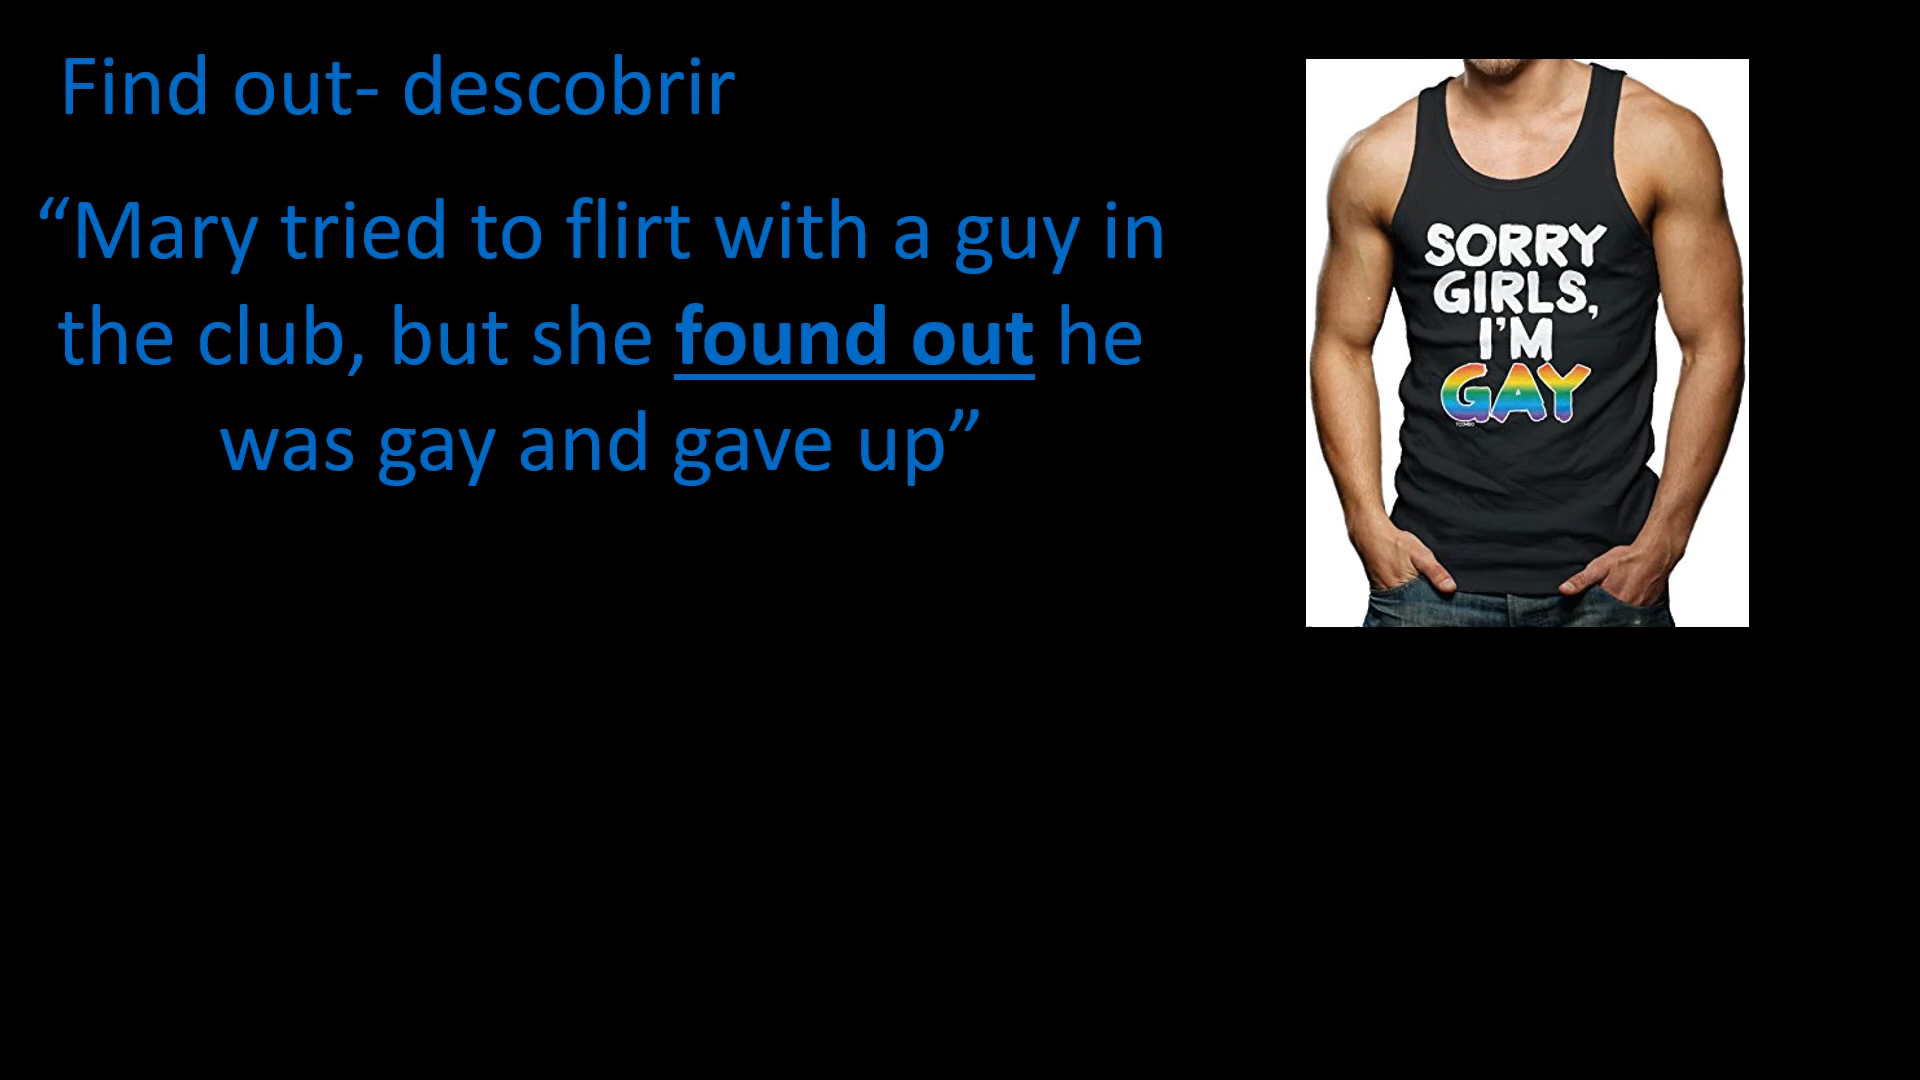 Find out- descobrir
“Mary tried to flirt with a guy in
the club, but she found out he
was gay and gave up”
SORRY
GIRLS,
I'M
GAY